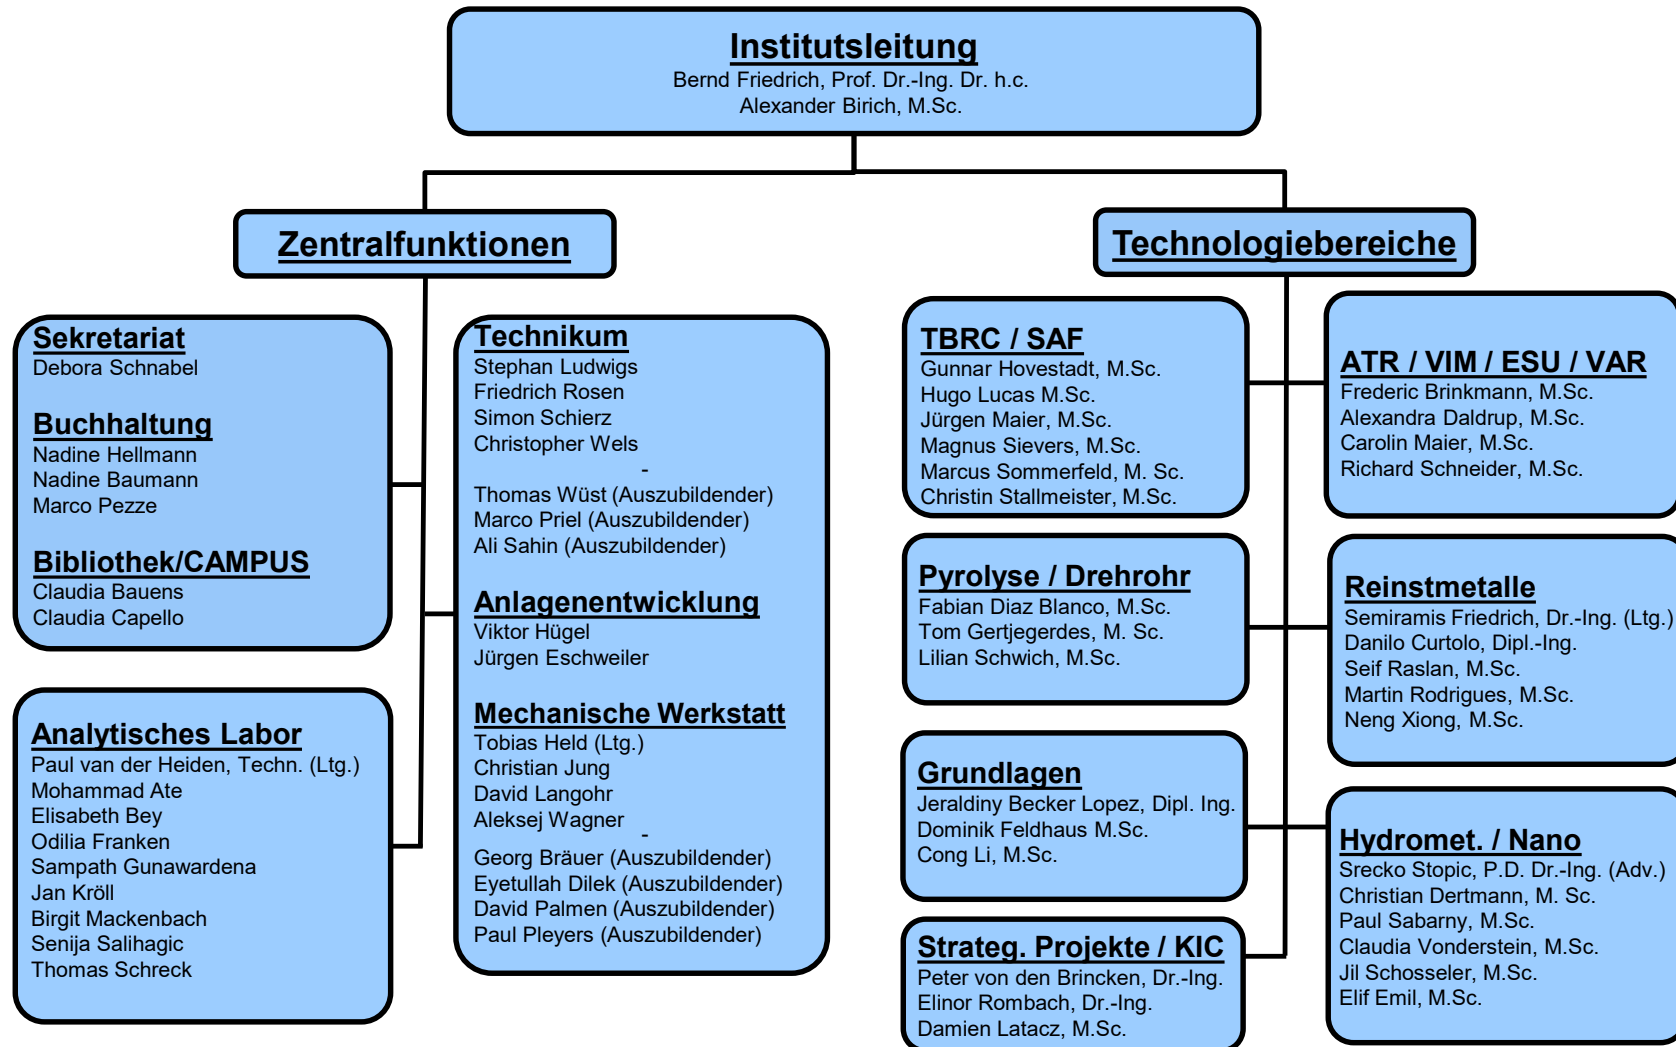 Institutsleitung
Bernd Friedrich, Prof. Dr.-Ing. Dr. h.c.
Alexander Birich, M.Sc.
Zentralfunktionen
Sekretariat
Debora Schnabel
Buchhaltung
Nadine Hellmann
Nadine Baumann
Marco Pezze
Bibliothek/CAMPUS
Claudia Bauens
Claudia Capello
Analytisches Labor
Paul van der Heiden, Techn. (Ltg.)
Mohammad Ate
Elisabeth Bey
Odilia Franken
Sampath Gunawardena
Jan Kröll
Birgit Mackenbach
Senija Salihagic
Thomas Schreck
Technikum
Stephan Ludwigs
Friedrich Rosen
Simon Schierz
Christopher Wels
-
Thomas Wüst (Auszubildender)
Marco Priel (Auszubildender)
Ali Sahin (Auszubildender)
Anlagenentwicklung
Viktor Hügel
Jürgen Eschweiler
Mechanische Werkstatt
Tobias Held (Ltg.)
Christian Jung
David Langohr
Aleksej Wagner
-
Georg Bräuer (Auszubildender)
Eyetullah Dilek (Auszubildender)
David Palmen (Auszubildender)
Paul Pleyers (Auszubildender)
Technologiebereiche
TBRC / SAF
Gunnar Hovestadt, M.Sc.
Hugo Lucas M.Sc.
Jürgen Maier, M.Sc.
Magnus Sievers, M.Sc.
Marcus Sommerfeld, M. Sc.
Christin Stallmeister, M.Sc.
Pyrolyse / Drehrohr
Fabian Diaz Blanco, M.Sc.
Tom Gertjegerdes, M. Sc.
Lilian Schwich, M.Sc.
Grundlagen
Jeraldiny Becker Lopez, Dipl. Ing.
Dominik Feldhaus M.Sc.
Cong Li, M.Sc.
Strateg. Projekte / KIC
Peter von den Brincken, Dr.-Ing.
Elinor Rombach, Dr.-Ing.
Damien Latacz, M.Sc.
ATR / VIM / ESU / VAR
Frederic Brinkmann, M.Sc.
Alexandra Daldrup, M.Sc.
Carolin Maier, M.Sc.
Richard Schneider, M.Sc.
Reinstmetalle
Semiramis Friedrich, Dr.-Ing. (Ltg.)
Danilo Curtolo, Dipl.-Ing.
Seif Raslan, M.Sc.
Martin Rodrigues, M.Sc.
Neng Xiong, M.Sc.
Hydromet. / Nano
Srecko Stopic, P.D. Dr.-Ing. (Adv.)
Christian Dertmann, M. Sc.
Paul Sabarny, M.Sc.
Claudia Vonderstein, M.Sc.
Jil Schosseler, M.Sc.
Elif Emil, M.Sc.